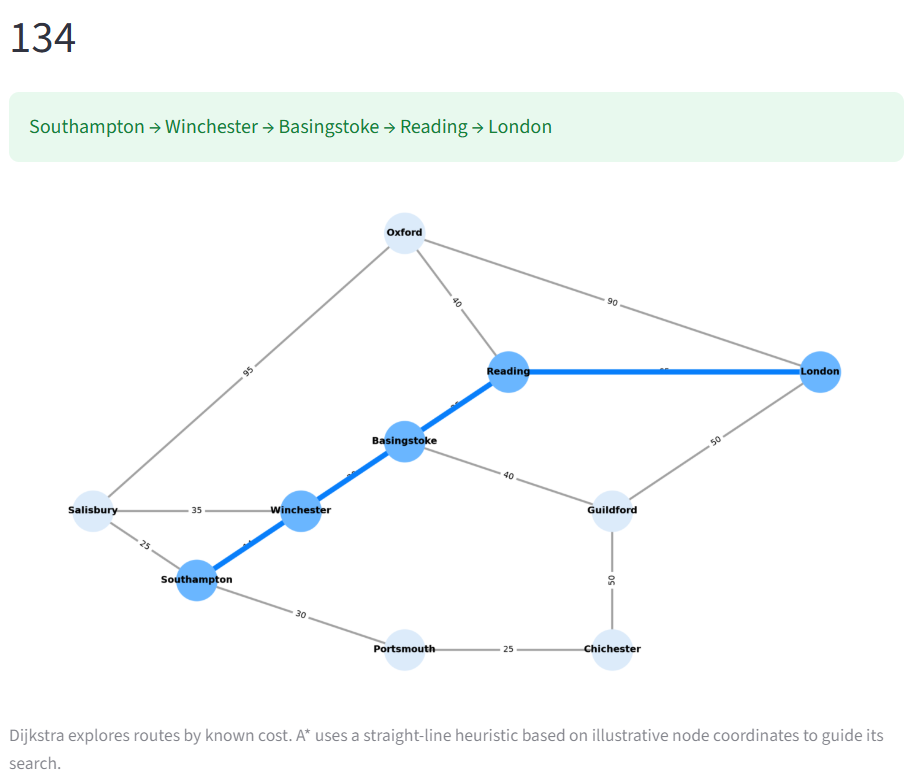 134
Southampton → Winchester → Basingstoke → Reading → London
Oxford
40
90
95
Reading
London
Basingstoke
50
40
Salisbury
35
Winchester
Guildford
25
Southampton
50
30
Portsmouth
25
Chichester
Dijkstra explores routes by known cost. A* uses a straight-line heuristic based on illustrative node coordinates to guide its
search.